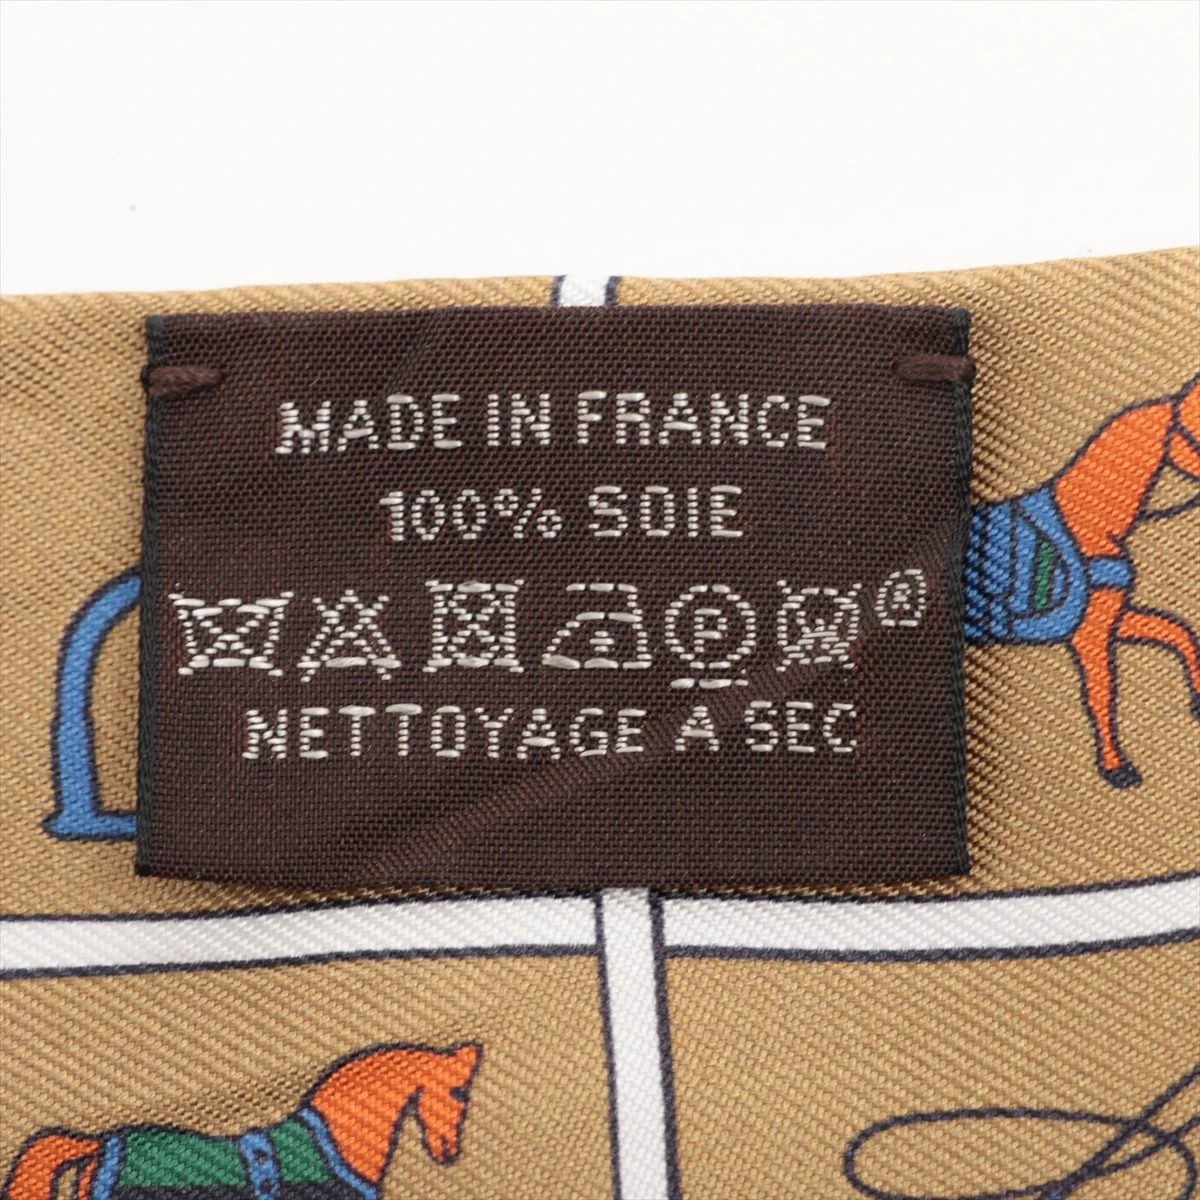 MADE IN FRANCE
100% SOIE
P W ®
NETTOYAGE A SEC